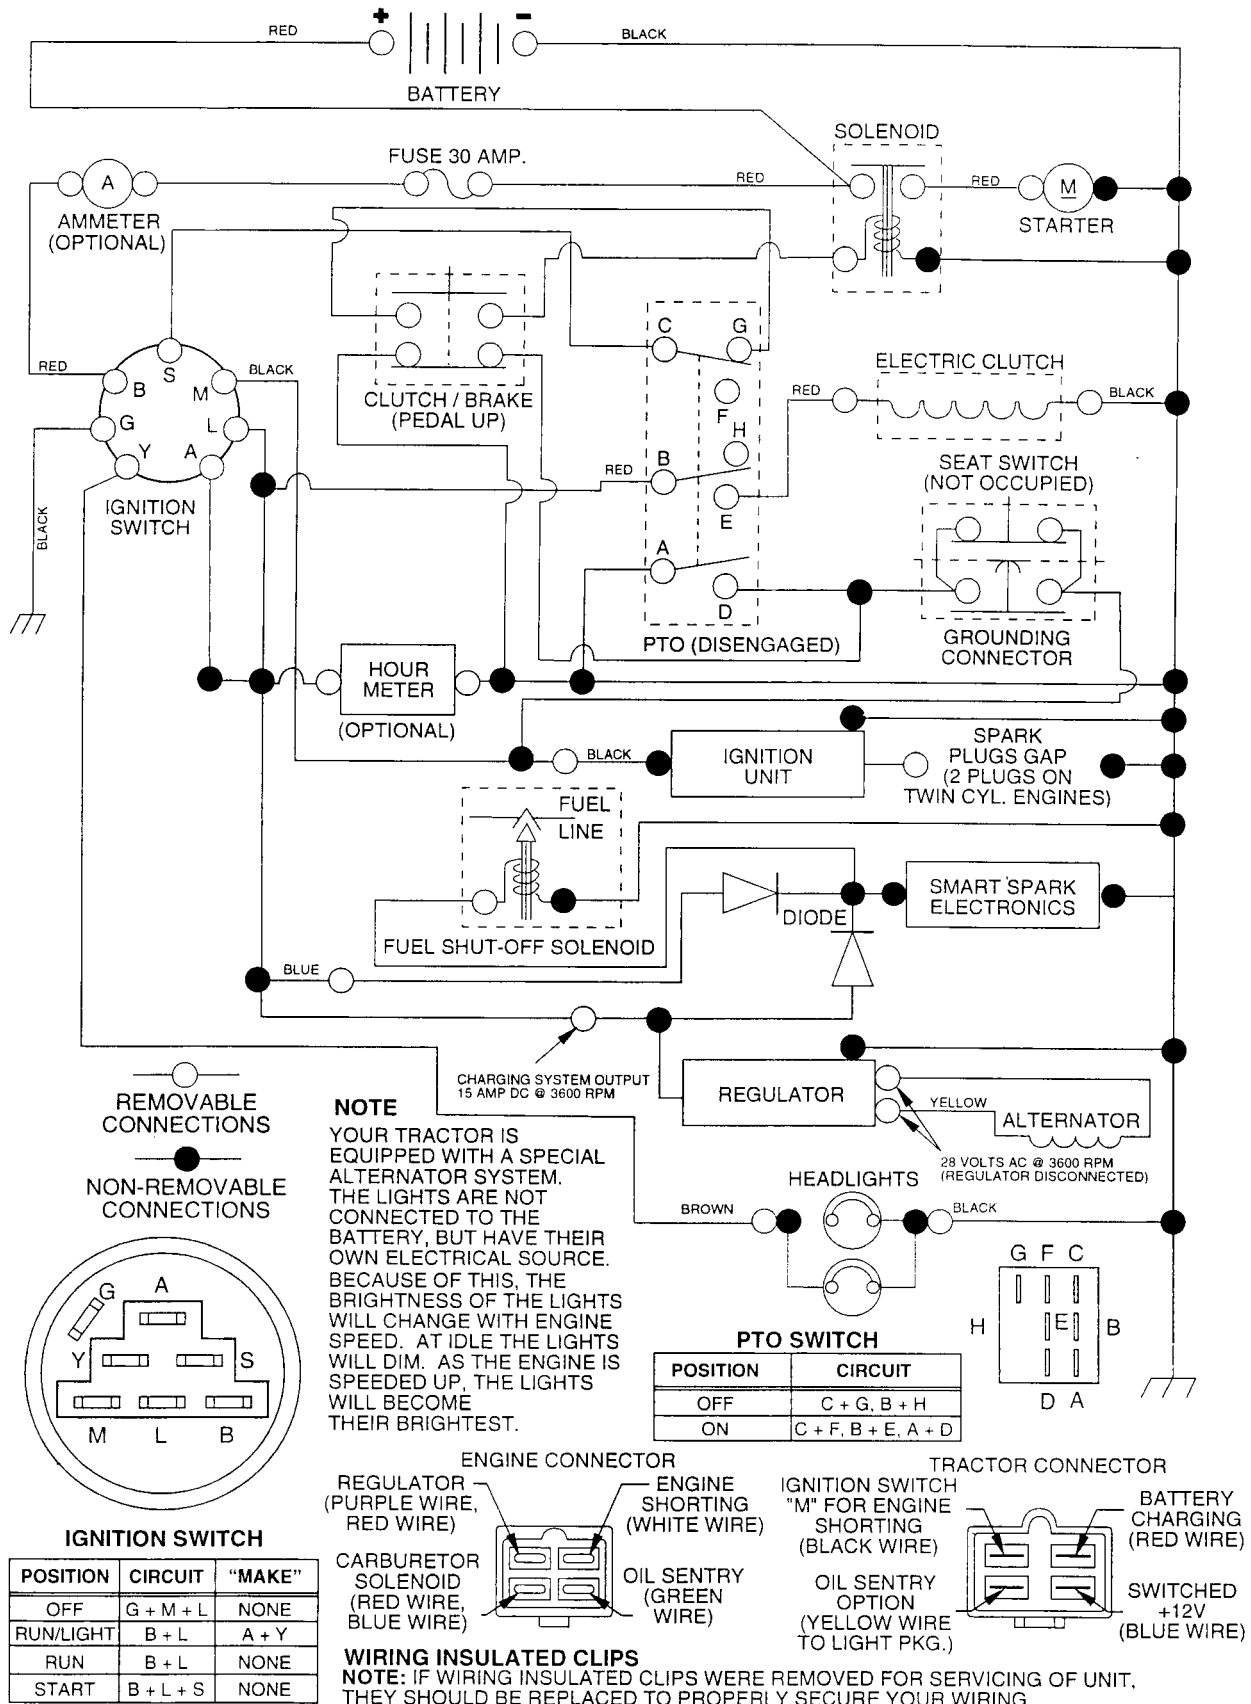 + -
RED
BLACK
BATTERY
SOLENOID
FUSE 30 AMP.
A
RED
RED
M
AMMETER
(OPTIONAL)
STARTER
C G
S
RED
B
M
BLACK
CLUTCH / BRAKE
(PEDAL UP)
ELECTRIC CLUTCH
RED
BLACK
F
H
G
L
Y
A
IGNITION
SWITCH
RED
B
E
SEAT SWITCH
(NOT OCCUPIED)
BLACK
A
D
PTO (DISENGAGED)
GROUNDING
CONNECTOR
HOUR
METER
(OPTIONAL)
BLACK
IGNITION
UNIT
SPARK
PLUGS GAP
(2 PLUGS ON
TWIN CYL. ENGINES)
FUEL
LINE
FUEL SHUT-OFF SOLENOID
DIODE
SMART SPARK
ELECTRONICS
BLUE
CHARGING SYSTEM OUTPUT
15 AMP DC @ 3600 RPM
REGULATOR
YELLOW
ALTERNATOR
28 VOLTS AC @ 3600 RPM
(REGULATOR DISCONNECTED)
REMOVABLE
CONNECTIONS
NON-REMOVABLE
CONNECTIONS
NOTE
YOUR TRACTOR IS
EQUIPPED WITH A SPECIAL
ALTERNATOR SYSTEM.
THE LIGHTS ARE NOT
CONNECTED TO THE
BATTERY, BUT HAVE THEIR
OWN ELECTRICAL SOURCE.
BECAUSE OF THIS, THE
BRIGHTNESS OF THE LIGHTS
WILL CHANGE WITH ENGINE
SPEED. AT IDLE THE LIGHTS
WILL DIM. AS THE ENGINE IS
SPEEDED UP, THE LIGHTS
WILL BECOME
THEIR BRIGHTEST.
HEADLIGHTS
BROWN
BLACK
G F C
H E B
D A
PTO SWITCH
POSITION CIRCUIT
OFF C + G, B + H
ON C + F, B + E, A + D
G A
Y S
M L B
IGNITION SWITCH
POSITION CIRCUIT "MAKE"
OFF G + M + L NONE
RUN/LIGHT B + L A + Y
RUN B + L NONE
START B + L + S NONE
ENGINE CONNECTOR
REGULATOR
(PURPLE WIRE,
RED WIRE)
ENGINE
SHORTING
(WHITE WIRE)
CARBURETOR
SOLENOID
(RED WIRE,
BLUE WIRE)
OIL SENTRY
(GREEN
WIRE)
TRACTOR CONNECTOR
IGNITION SWITCH
"M" FOR ENGINE
SHORTING
(BLACK WIRE)
BATTERY
CHARGING
(RED WIRE)
OIL SENTRY
OPTION
(YELLOW WIRE
TO LIGHT PKG.)
SWITCHED
+12V
(BLUE WIRE)
WIRING INSULATED CLIPS
NOTE: IF WIRING INSULATED CLIPS WERE REMOVED FOR SERVICING OF UNIT,
THEY SHOULD BE REPLACED TO PROPERLY SECURE YOUR WIRING